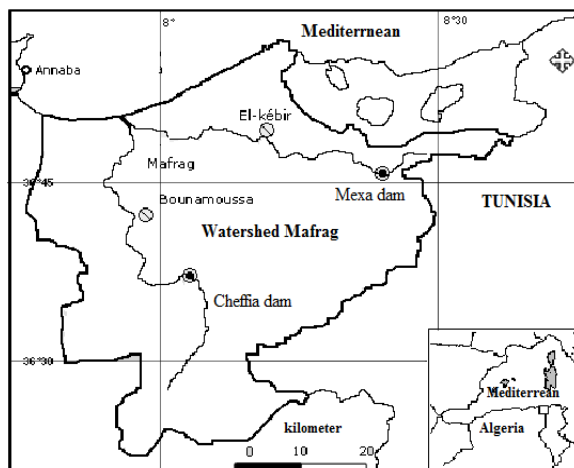 8°
8°30
Mediterrnean
Annaba
El-kébir
Mafrag
36°45
Mexa dam
Bounamoussa
TUNISIA
Watershed Mafrag
Cheffia dam
36°30
Mediterrean
kilometer
Algeria
0 10 20